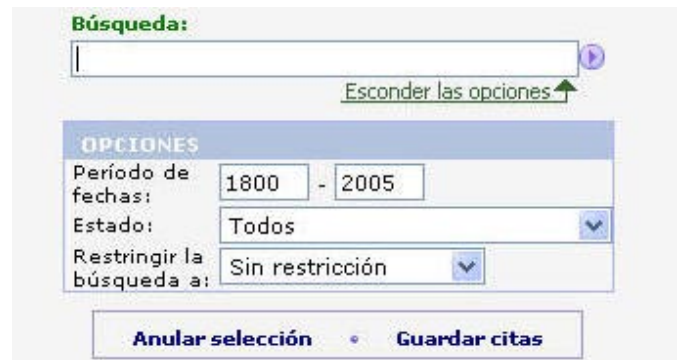 Búsqueda:
Esconder las opciones
OPCIONES
Período de
fechas:
1800 - 2005
Estado:
Todos
Restringir la
búsqueda a:
Sin restricción
Anular selección • Guardar citas